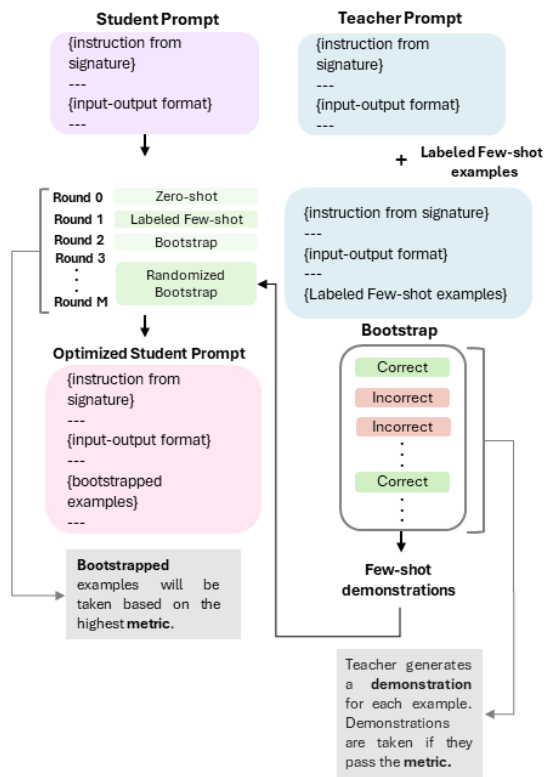 Student Prompt
{instruction from
signature}
---
{input-output format}
---
Teacher Prompt
{instruction from
signature}
---
{input-output format}
---
+ Labeled Few-shot
examples
Round 0 Zero-shot
Round 1 Labeled Few-shot
Round 2 Bootstrap
Round 3
Randomized
Bootstrap
Round M
{instruction from signature}
---
{input-output format}
---
{Labeled Few-shot examples}
Optimized Student Prompt
{instruction from
signature}
---
{input-output format}
---
{bootstrapped
examples}
---
Bootstrap
Correct
Incorrect
Incorrect
Correct
Few-shot
demonstrations
Bootstrapped
examples will be
taken based on the
highest metric.
Teacher generates
a demonstration
for each example.
Demonstrations
are taken if they
pass the metric.